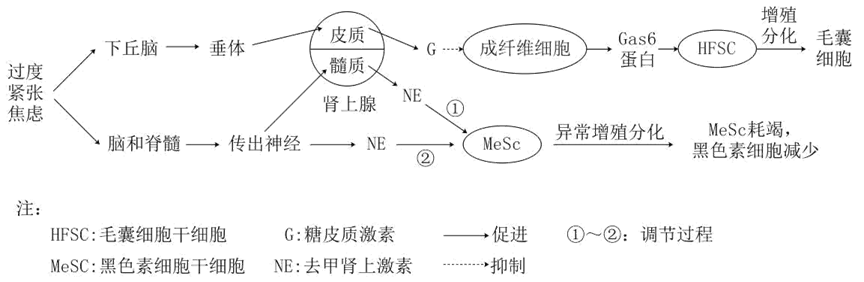 过度
紧张
焦虑
下丘脑
垂体
皮质
髓质
肾上腺
G
成纤维细胞
Gas6
蛋白
HFSC
增殖
分化
毛囊
细胞
NE
①
脑和脊髓
传出神经
NE
②
MeSc
异常增殖分化
MeSc耗竭，
黑色素细胞减少
注：
HFSC:毛囊细胞干细胞 G:糖皮质激素 促进 ①～②：调节过程
MeSC:黑色素细胞干细胞 NE:去甲肾上激素 抑制